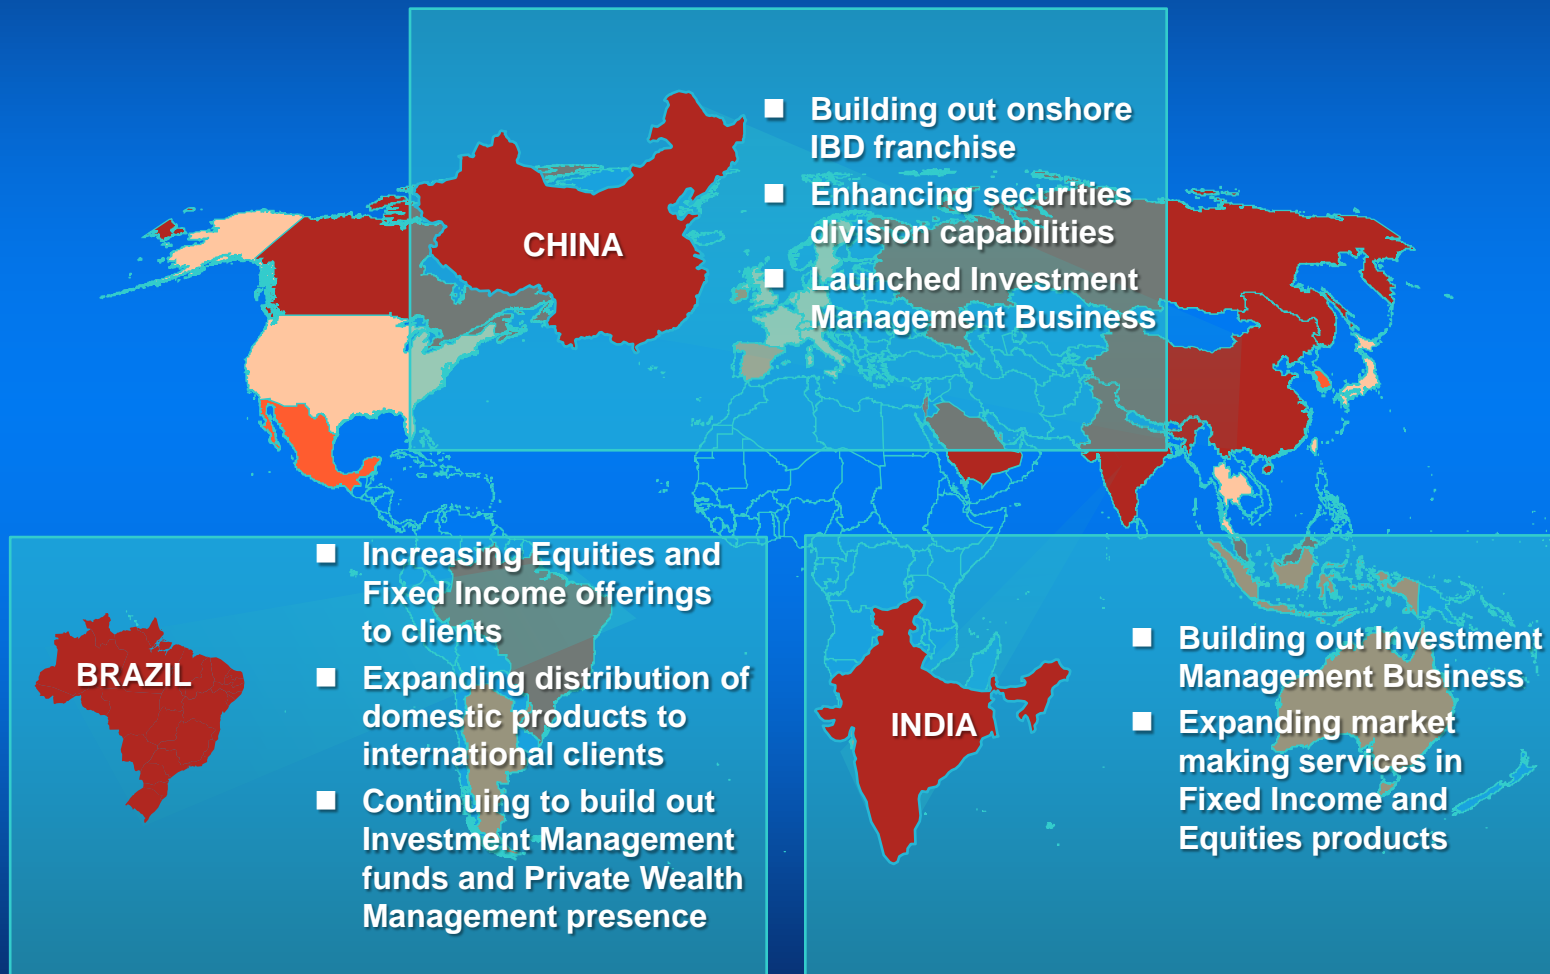 CHINA
■ Building out onshore
IBD franchise
■ Enhancing securities
division capabilities
■ Launched Investment
Management Business
BRAZIL
■ Increasing Equities and
Fixed Income offerings
to clients
■ Expanding distribution of
domestic products to
international clients
■ Continuing to build out
Investment Management
funds and Private Wealth
Management presence
INDIA
■ Building out Investment
Management Business
■ Expanding market
making services in
Fixed Income and
Equities products